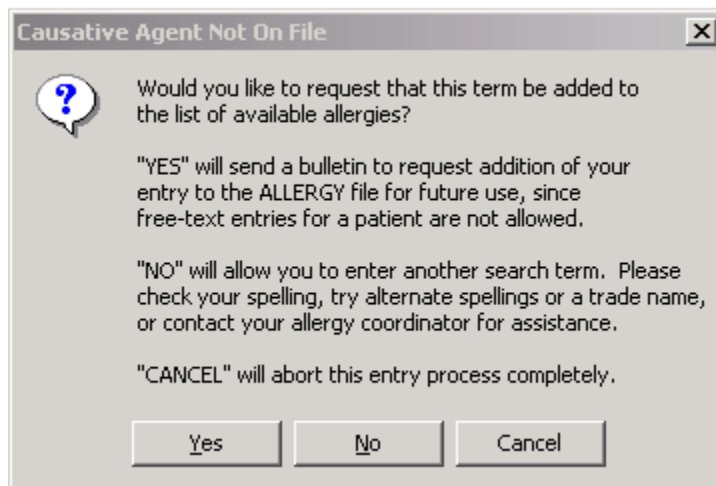 Causative Agent Not On File
Would you like to request that this term be added to
the list of available allergies?
"YES" will send a bulletin to request addition of your
entry to the ALLERGY file for future use, since
free-text entries for a patient are not allowed.
"NO" will allow you to enter another search term.  Please
check your spelling, try alternate spellings or a trade name,
or contact your allergy coordinator for assistance.
"CANCEL" will abort this entry process completely.
Yes No Cancel